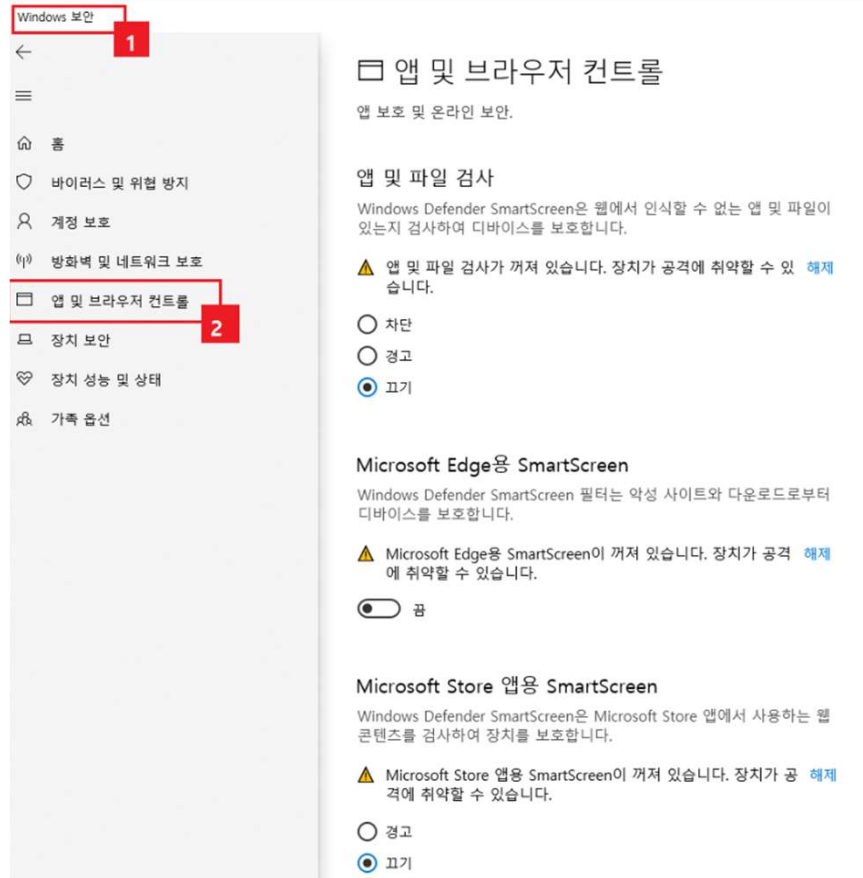 Windows 보안
1
홈
바이러스 및 위협 방지
계정 보호
방화벽 및 네트워크 보호
앱 및 브라우저 컨트롤
2
장치 보안
장치 성능 및 상태
가족 옵션
앱 및 브라우저 컨트롤
앱 보호 및 온라인 보안.
앱 및 파일 검사
Windows Defender SmartScreen은 웹에서 인식할 수 없는 앱 및 파일이
있는지 검사하여 디바이스를 보호합니다.
앱 및 파일 검사가 꺼져 있습니다. 장치가 공격에 취약할 수 있 해제
습니다.
차단
경고
끄기
Microsoft Edge용 SmartScreen
Windows Defender SmartScreen 필터는 악성 사이트와 다운로드로부터
디바이스를 보호합니다.
Microsoft Edge용 SmartScreen이 꺼져 있습니다. 장치가 공격 해제
에 취약할 수 있습니다.
끔
Microsoft Store 앱용 SmartScreen
Windows Defender SmartScreen은 Microsoft Store 앱에서 사용하는 웹
콘텐츠를 검사하여 장치를 보호합니다.
Microsoft Store 앱용 SmartScreen이 꺼져 있습니다. 장치가 공 해제
격에 취약할 수 있습니다.
경고
끄기